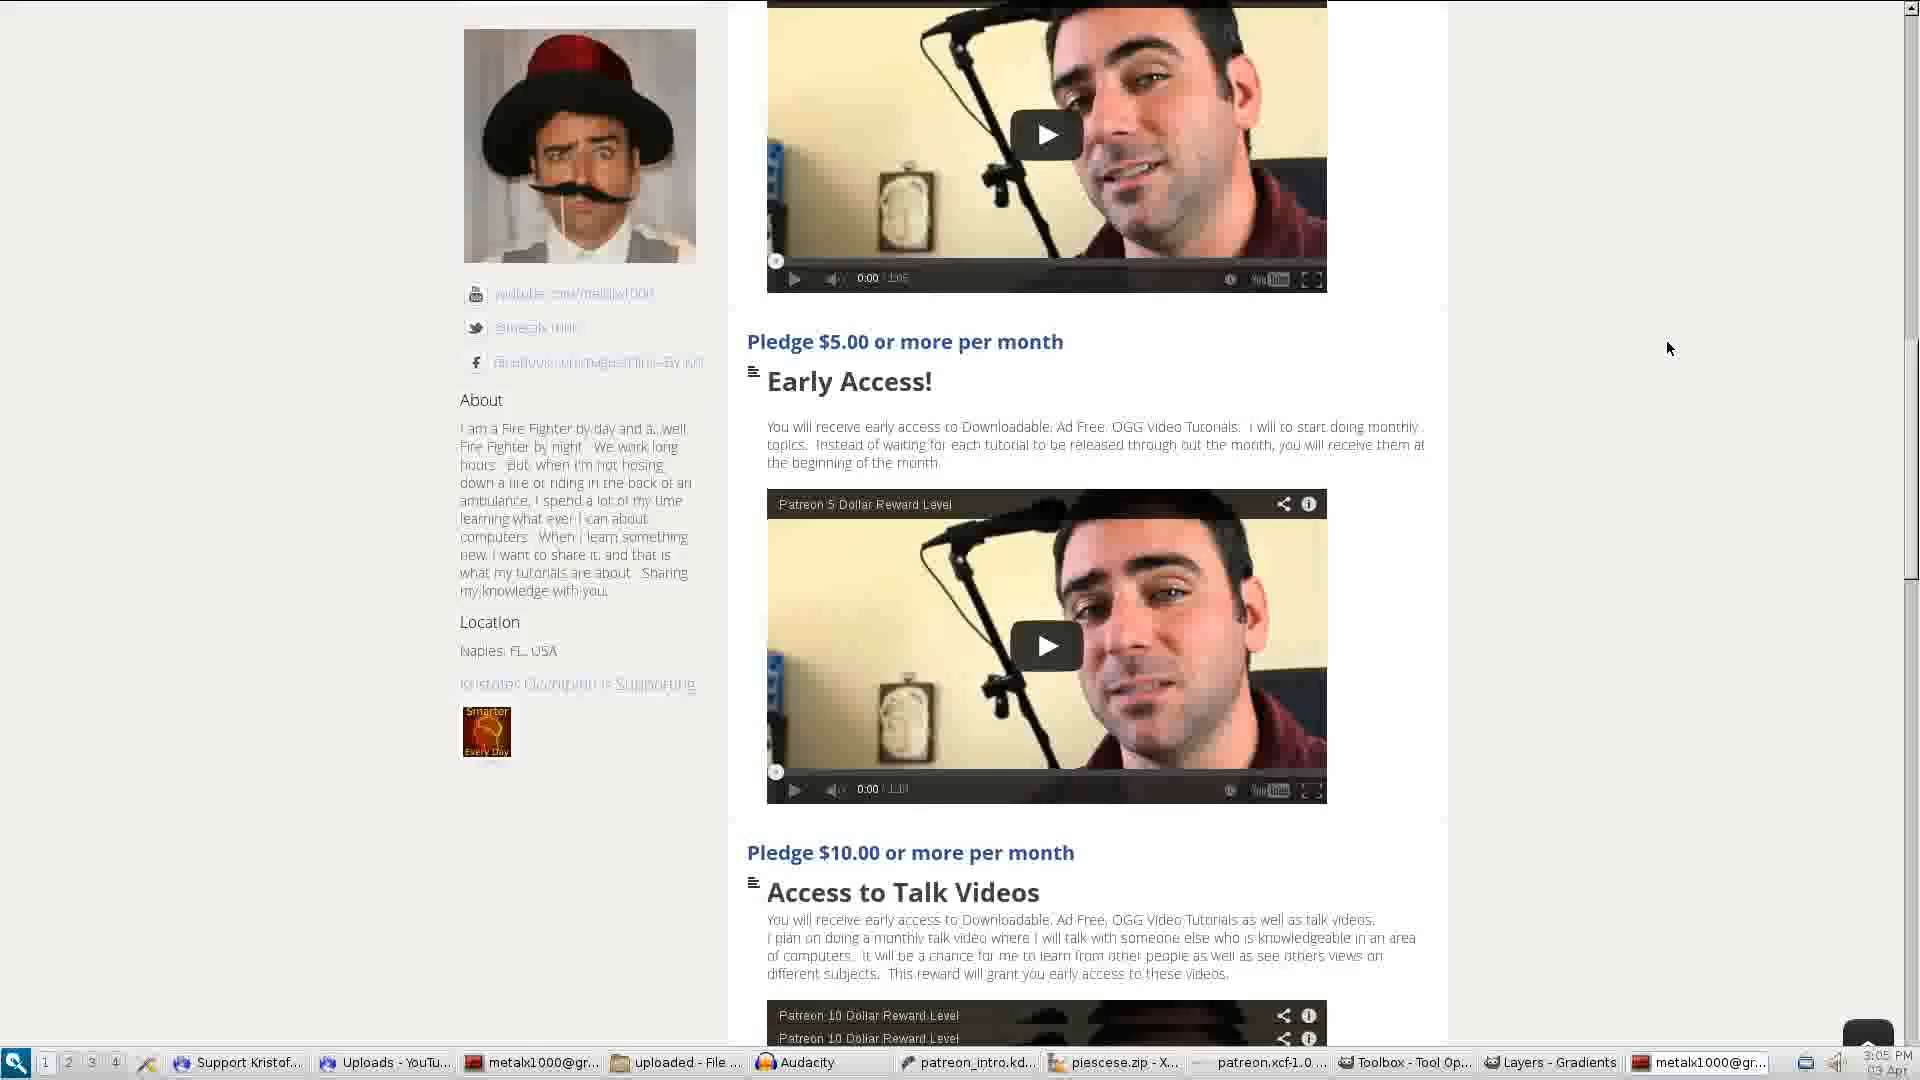 0:00 / 1:05
youtube.com/metalx1000
Pledge $5.00 or more per month
Early Access!
About
I am a Fire Fighter by day and a...well,
Fire Fighter by night. We work long
hours. But, when I'm not hosing
down a fire or riding in the back of an
ambulance, I spend a lot of my time
learning what ever I can about
computers. When I learn something
new, I want to share it, and that is
what my tutorials are about. Sharing
my knowledge with you.
Location
Naples, FL, USA
Supporting
Smarter
Every Day
You will receive early access to Downloadable, Ad Free, OGG Video Tutorials. I will to start doing monthly
topics. Instead of waiting for each tutorial to be released through out the month, you will receive them at
the beginning of the month.
Patreon 5 Dollar Reward Level
0:00
YouTube
Pledge $10.00 or more per month
Access to Talk Videos
You will receive early access to Downloadable, Ad Free, OGG Video Tutorials as well as talk videos.
I plan on doing a monthly talk video where I will talk with someone else who is knowledgeable in an area
of computers. It will be a chance for me to learn from other people as well as see others views on
different subjects. This reward will grant you early access to these videos.
Patreon 10 Dollar Reward Level
Patreon 10 Dollar Reward Level
1 2 3 4 Support Kristof... Uploads - YouTu... metalx1000@gr... uploaded - File ... Audacity patreon_intro.kd... piescese.zip - X... patreon.xcf-1.0 ... Toolbox - Tool Op... Layers - Gradients metalx1000@gr... 3:05 PM
03 Apr